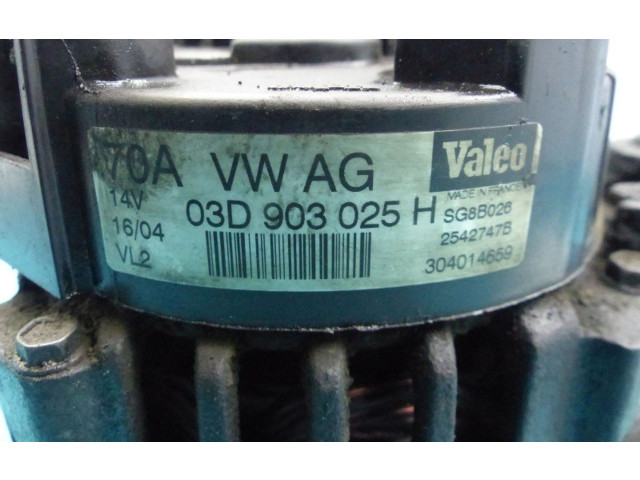 70A VW AG Valeo
14V 03D 903 025 H MADE IN FRANCE
16/04 SG8B026
VL2 2542747B
304014659